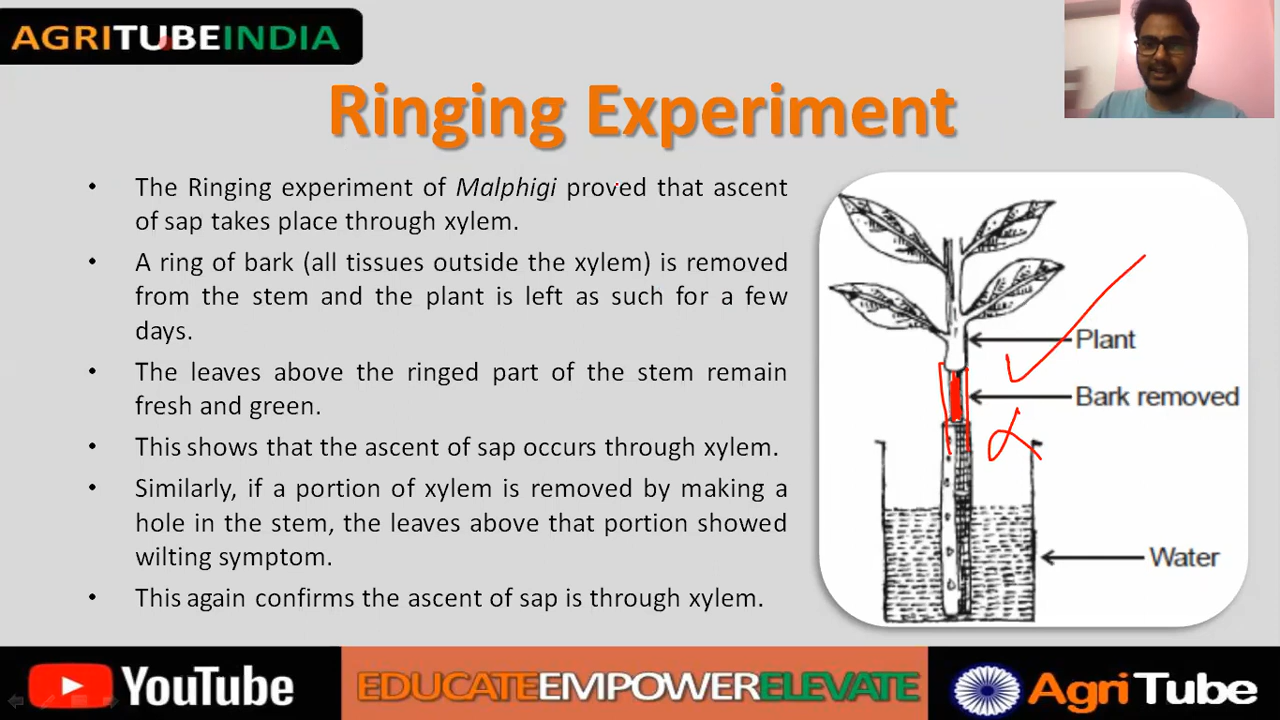 AGRITUBEINDIA
Ringing Experiment
• The Ringing experiment of Malphigi proved that ascent
of sap takes place through xylem.
• A ring of bark (all tissues outside the xylem) is removed
from the stem and the plant is left as such for a few
days.
• The leaves above the ringed part of the stem remain
fresh and green.
• This shows that the ascent of sap occurs through xylem.
• Similarly, if a portion of xylem is removed by making a
hole in the stem, the leaves above that portion showed
wilting symptom.
• This again confirms the ascent of sap is through xylem.
Plant
Bark removed
Water
YouTube
EDUCATEEMPOWERELEVATE
AgriTube